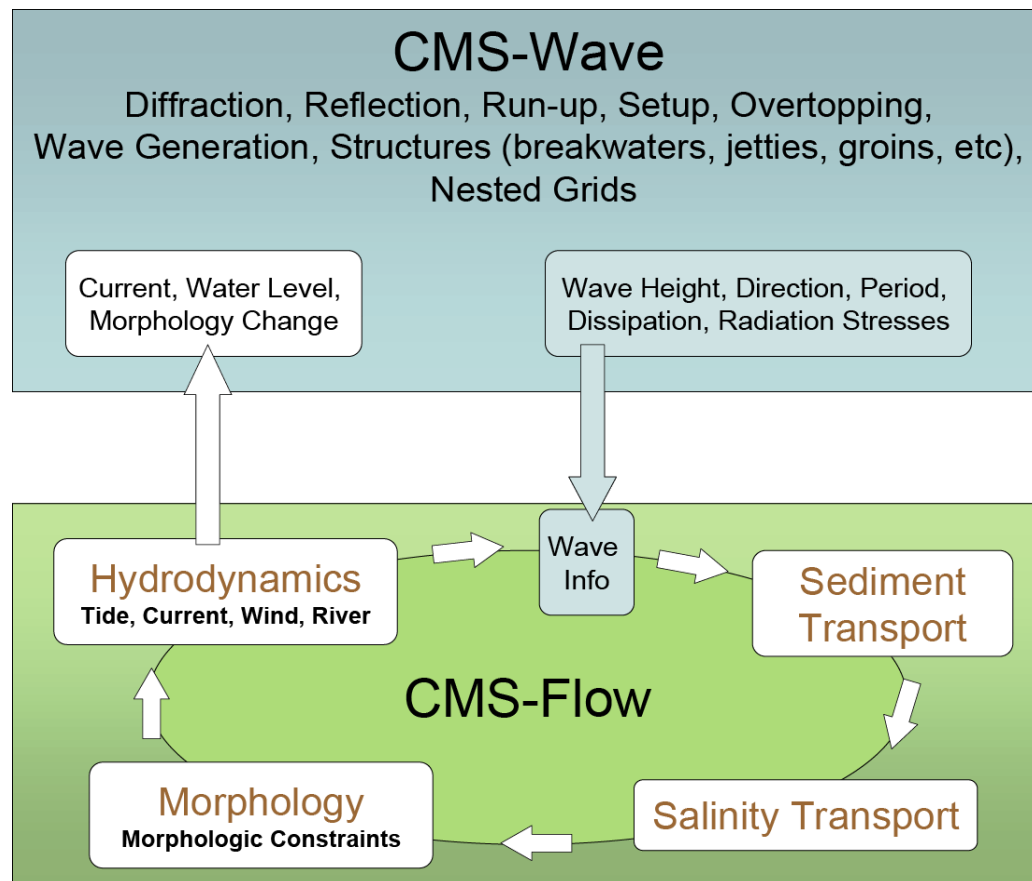 CMS-Wave
Diffraction, Reflection, Run-up, Setup, Overtopping,
Wave Generation, Structures (breakwaters, jetties, groins, etc),
Nested Grids
Current, Water Level,
Morphology Change
Wave Height, Direction, Period,
Dissipation, Radiation Stresses
Wave
Info
Hydrodynamics
Tide, Current, Wind, River
Sediment
Transport
CMS-Flow
Morphology
Morphologic Constraints
Salinity Transport